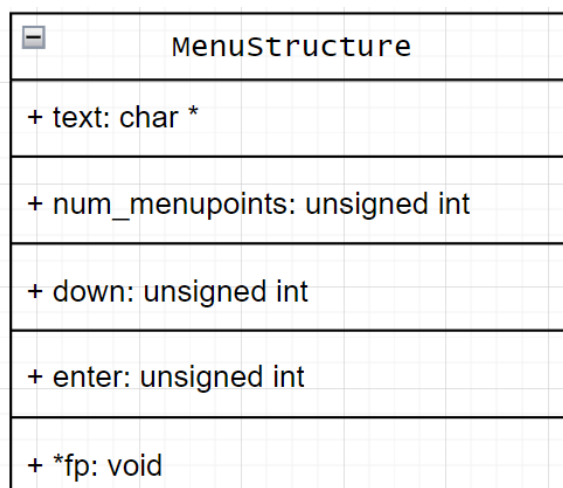 MenuStructure
+ text: char *
+ num_menupoints: unsigned int
+ down: unsigned int
+ enter: unsigned int
+ *fp: void